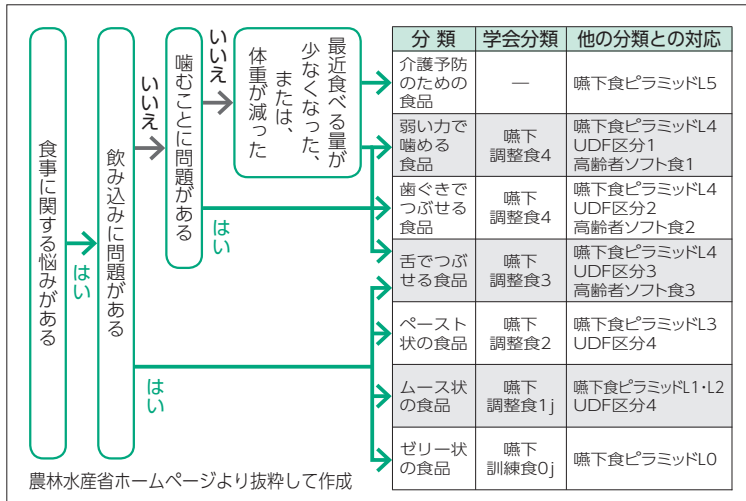 食事に関する悩みがある
はい
飲み込みに問題がある
いいえ
はい
噛むことに問題がある
いいえ
はい
最近食べる量が
少なくなった、
または、
体重が減った
分 類 学会分類 他の分類との対応
介護予防
のための
食品
―
嚥下食ピラミッドL5
弱い力で
噛める
食品
嚥下
調整食4
嚥下食ピラミッドL4
UDF区分1
高齢者ソフト食1
歯ぐきで
つぶせる
食品
嚥下
調整食4
嚥下食ピラミッドL4
UDF区分2
高齢者ソフト食2
舌でつぶ
せる食品
嚥下
調整食3
嚥下食ピラミッドL4
UDF区分3
高齢者ソフト食3
ペースト
状の食品
嚥下
調整食2
嚥下食ピラミッドL3
UDF区分4
ムース状
の食品
嚥下
調整食1j
嚥下食ピラミッドL1・L2
UDF区分4
ゼリー状
の食品
嚥下
訓練食0j
嚥下食ピラミッドL0
農林水産省ホームページより抜粋して作成